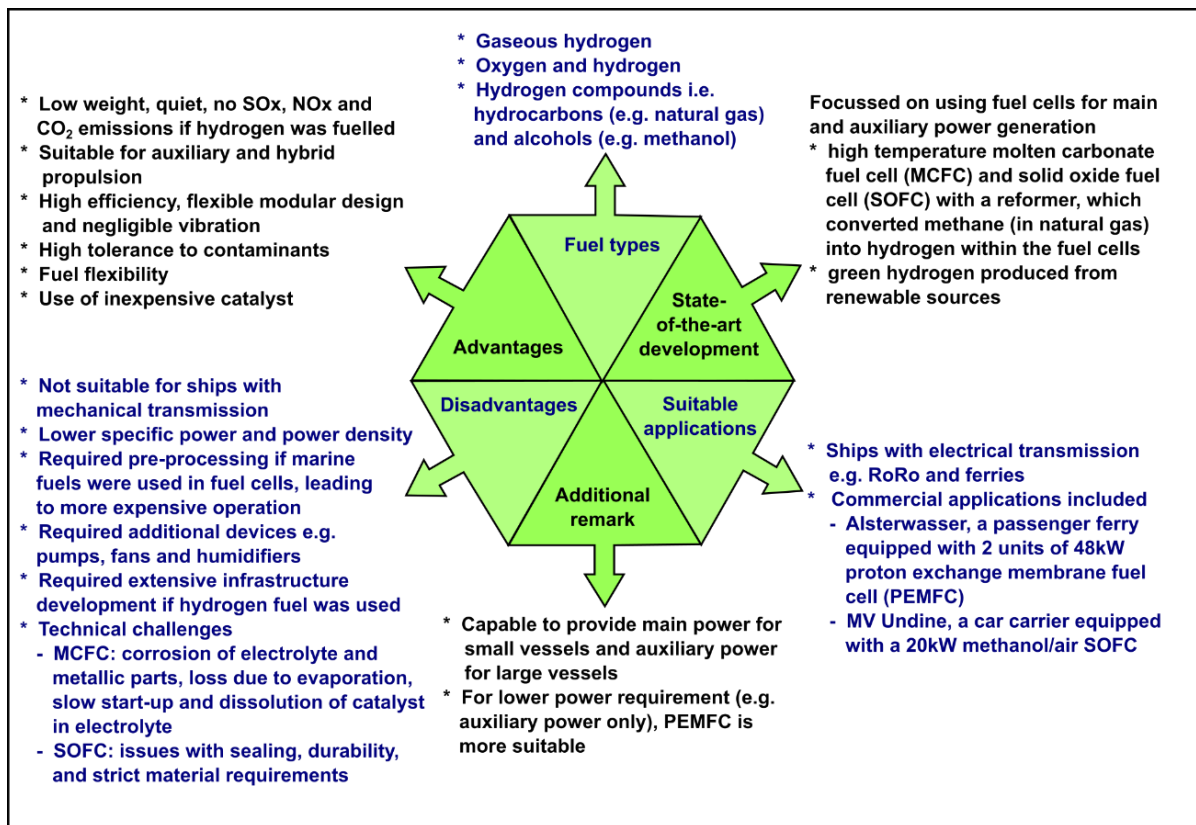 * Gaseous hydrogen
* Oxygen and hydrogen
* Hydrogen compounds i.e.
hydrocarbons (e.g. natural gas)
and alcohols (e.g. methanol)
* Low weight, quiet, no SOx, NOx and
CO₂ emissions if hydrogen was fuelled
* Suitable for auxiliary and hybrid
propulsion
* High efficiency, flexible modular design
and negligible vibration
* High tolerance to contaminants
* Fuel flexibility
* Use of inexpensive catalyst
Focussed on using fuel cells for main
and auxiliary power generation
* high temperature molten carbonate
fuel cell (MCFC) and solid oxide fuel
cell (SOFC) with a reformer, which
converted methane (in natural gas)
into hydrogen within the fuel cells
* green hydrogen produced from
renewable sources
Fuel types
Advantages
State-
of-the-art
development
Disadvantages
Suitable
applications
Additional
remark
* Not suitable for ships with
mechanical transmission
* Lower specific power and power density
* Required pre-processing if marine
fuels were used in fuel cells, leading
to more expensive operation
* Required additional devices e.g.
pumps, fans and humidifiers
* Required extensive infrastructure
development if hydrogen fuel was used
* Technical challenges
- MCFC: corrosion of electrolyte and
metallic parts, loss due to evaporation,
slow start-up and dissolution of catalyst
in electrolyte
- SOFC: issues with sealing, durability,
and strict material requirements
* Capable to provide main power for
small vessels and auxiliary power
for large vessels
* For lower power requirement (e.g.
auxiliary power only), PEMFC is
more suitable
* Ships with electrical transmission
e.g. RoRo and ferries
* Commercial applications included
- Alsterwasser, a passenger ferry
equipped with 2 units of 48kW
proton exchange membrane fuel
cell (PEMFC)
- MV Undine, a car carrier equipped
with a 20kW methanol/air SOFC